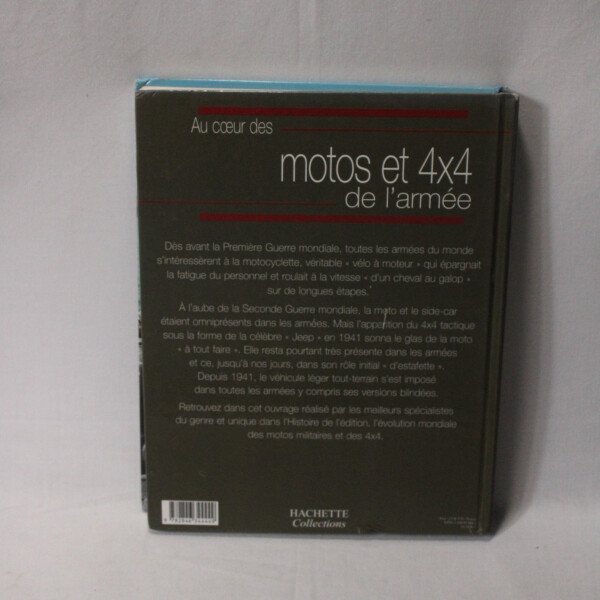 Au cœur des
motos et 4x4
de l'armée
Dès avant la Première Guerre mondiale, toutes les armées du monde
s'intéressèrent à la motocyclette, véritable « vélo à moteur » qui épargnait
la fatigue du personnel et roulait à la vitesse « d'un cheval au galop »
sur de longues étapes.
À l'aube de la Seconde Guerre mondiale, la moto et le side-car
étaient omniprésents dans les armées. Mais l'apparition du 4x4 tactique
sous la forme de la célèbre « Jeep » en 1941 sonna le glas de la moto
« à tout faire ». Elle resta pourtant très présente dans les armées
et ce, jusqu'à nos jours, dans son rôle initial « d'estafette ».
Depuis 1941, le véhicule léger tout-terrain s'est imposé
dans toutes les armées y compris ses versions blindées.
Retrouvez dans cet ouvrage réalisé par les meilleurs spécialistes
du genre et unique dans l'Histoire de l'édition, l'évolution mondiale
des motos militaires et des 4x4.
HACHETTE
Collections